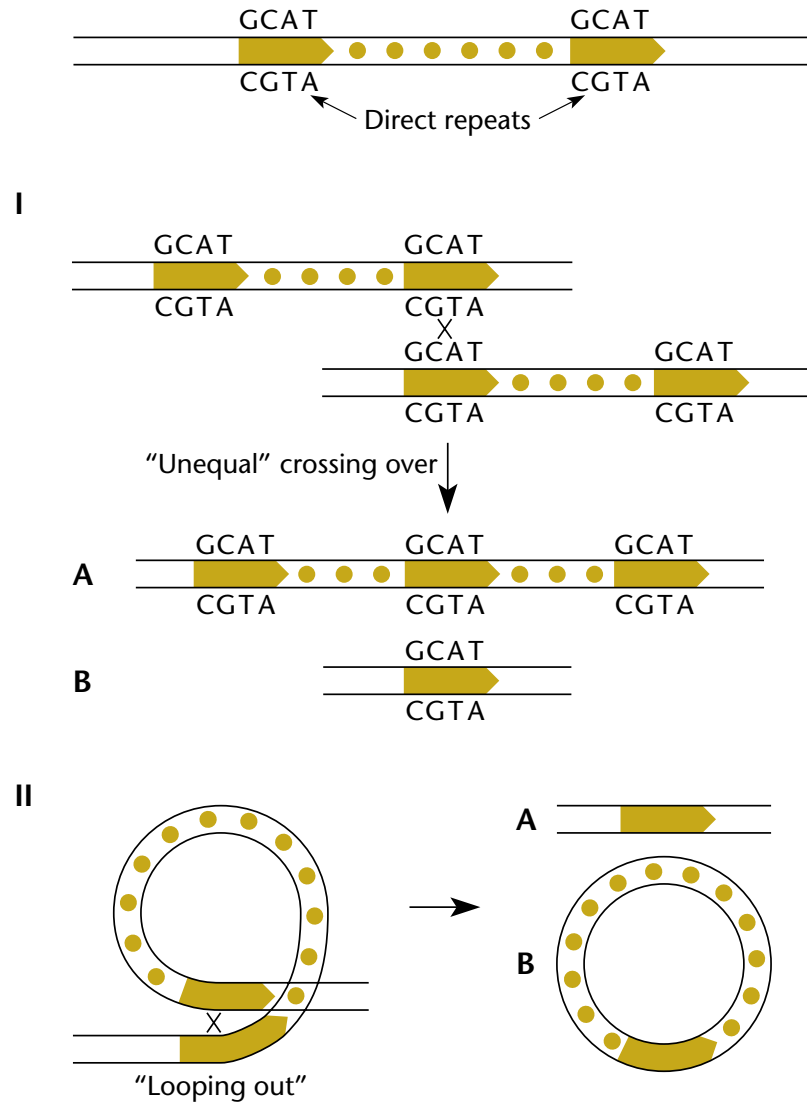 GCAT GCAT
CGTA CGTA
Direct repeats
I
GCAT GCAT
CGTA CGTA
X
GCAT GCAT
CGTA CGTA
“Unequal” crossing over
GCAT GCAT GCAT
A
CGTA CGTA CGTA
GCAT
B
CGTA
II
A
B
X
“Looping out”